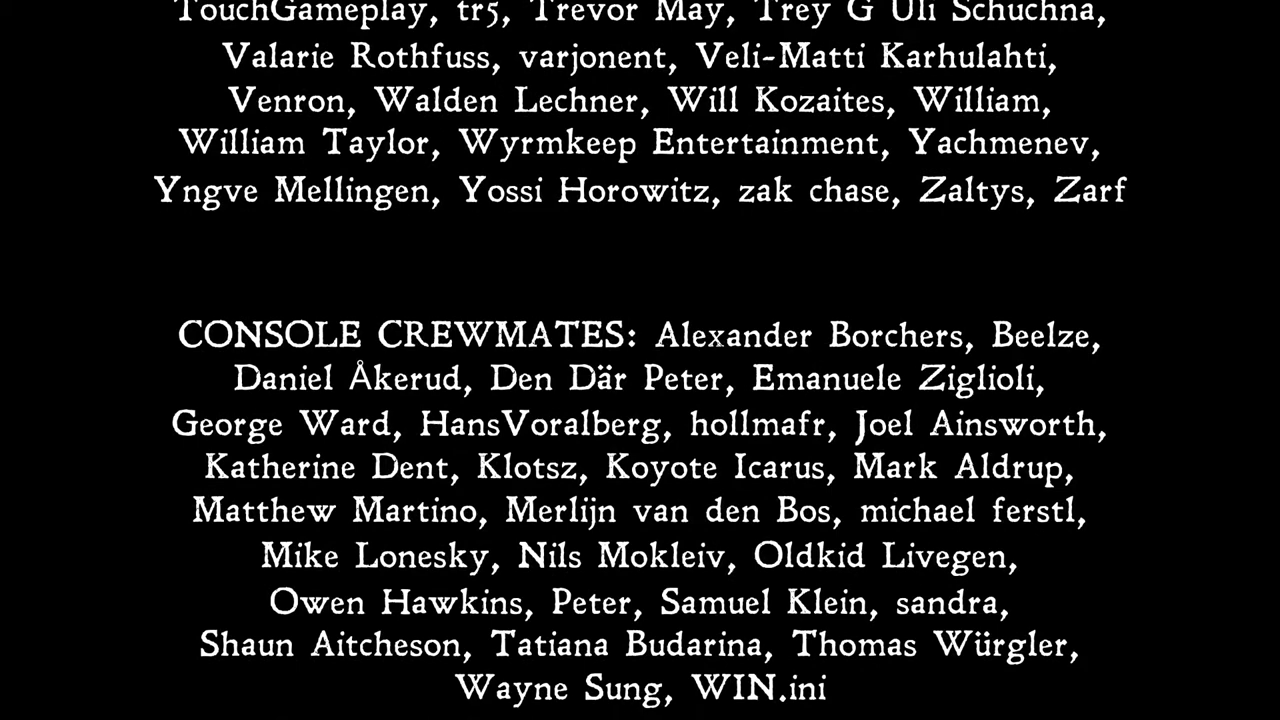 TouchGameplay, tr5, Trevor May, Trey G Uli Schuchna,
Valarie Rothfuss, varjonent, Veli-Matti Karhulahti,
Venron, Walden Lechner, Will Kozaites, William,
William Taylor, Wyrmkeep Entertainment, Yachmenev,
Yngve Mellingen, Yossi Horowitz, zak chase, Zaltys, Zarf
CONSOLE CREWMATES: Alexander Borchers, Beelze,
Daniel Åkerud, Den Där Peter, Emanuele Ziglioli,
George Ward, HansVoralberg, hollmafr, Joel Ainsworth,
Katherine Dent, Klotsz, Koyote Icarus, Mark Aldrup,
Matthew Martino, Merlijn van den Bos, michael ferstl,
Mike Lonesky, Nils Mokleiv, Oldkid Livegen,
Owen Hawkins, Peter, Samuel Klein, sandra,
Shaun Aitcheson, Tatiana Budarina, Thomas Würgler,
Wayne Sung, WIN.ini